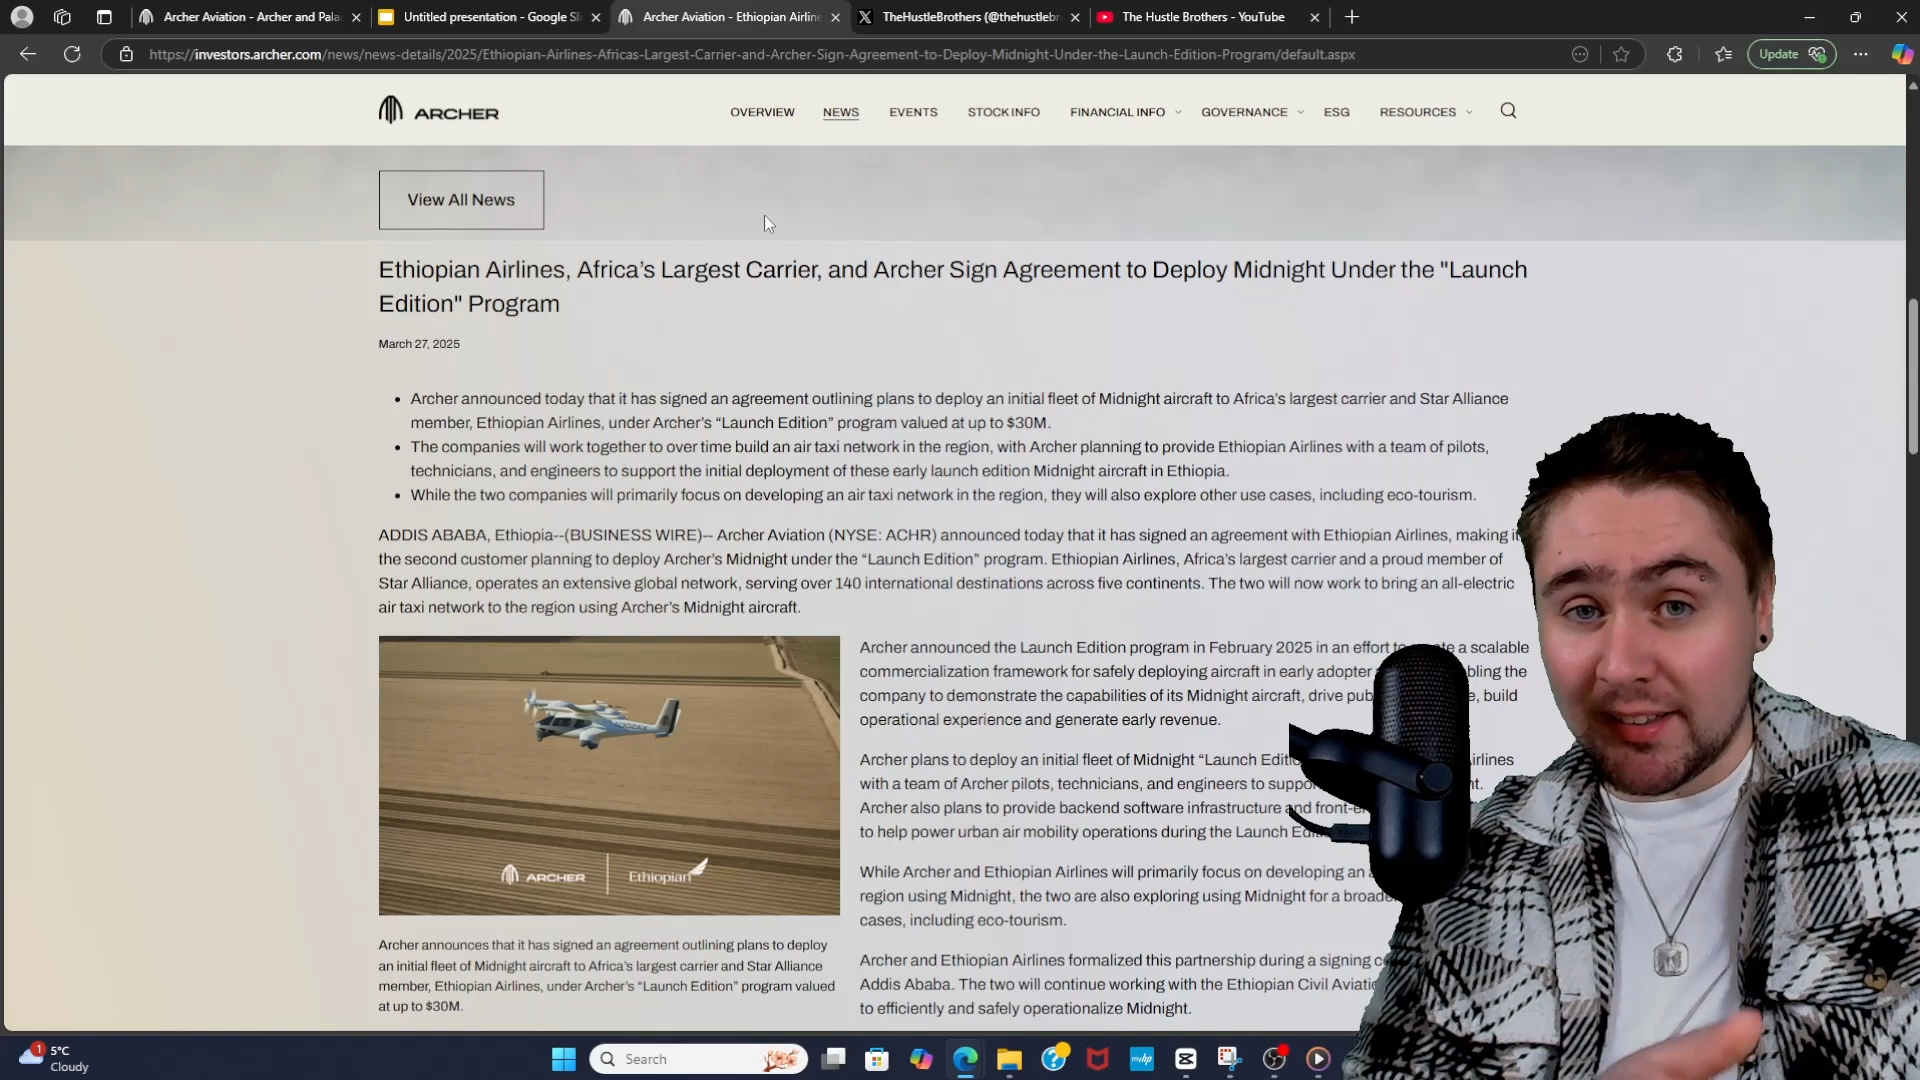 Archer Aviation - Archer and Pala
Untitled presentation - Google Sli
Archer Aviation - Ethiopian Airline
TheHustleBrothers (@thehustlebr
The Hustle Brothers - YouTube
https://investors.archer.com/news/news-details/2025/Ethiopian-Airlines-Africas-Largest-Carrier-and-Archer-Sign-Agreement-to-Deploy-Midnight-Under-the-Launch-Edition-Program/default.aspx
Update
ARCHER
OVERVIEW NEWS EVENTS STOCK INFO FINANCIAL INFO GOVERNANCE ESG RESOURCES
View All News
Ethiopian Airlines, Africa's Largest Carrier, and Archer Sign Agreement to Deploy Midnight Under the "Launch
Edition" Program
March 27, 2025
• Archer announced today that it has signed an agreement outlining plans to deploy an initial fleet of Midnight aircraft to Africa's largest carrier and Star Alliance
member, Ethiopian Airlines, under Archer's “Launch Edition” program valued at up to $30M.
• The companies will work together to over time build an air taxi network in the region, with Archer planning to provide Ethiopian Airlines with a team of pilots,
technicians, and engineers to support the initial deployment of these early launch edition Midnight aircraft in Ethiopia.
• While the two companies will primarily focus on developing an air taxi network in the region, they will also explore other use cases, including eco-tourism.
ADDIS ABABA, Ethiopia--(BUSINESS WIRE)-- Archer Aviation (NYSE: ACHR) announced today that it has signed an agreement with Ethiopian Airlines, making it
the second customer planning to deploy Archer's Midnight under the “Launch Edition” program. Ethiopian Airlines, Africa's largest carrier and a proud member of
Star Alliance, operates an extensive global network, serving over 140 international destinations across five continents. The two will now work to bring an all-electric
air taxi network to the region using Archer's Midnight aircraft.
ARCHER Ethiopian
Archer announces that it has signed an agreement outlining plans to deploy
an initial fleet of Midnight aircraft to Africa's largest carrier and Star Alliance
member, Ethiopian Airlines, under Archer's “Launch Edition” program valued
at up to $30M.
Archer announced the Launch Edition program in February 2025 in an effort to a scalable
commercialization framework for safely deploying aircraft in early adopter the
company to demonstrate the capabilities of its Midnight aircraft, drive build
operational experience and generate early revenue.
Archer plans to deploy an initial fleet of Midnight
with a team of Archer pilots, technicians, and engineers to
Archer also plans to provide backend software infrastructure and
to help power urban air mobility operations during the Launch
While Archer and Ethiopian Airlines will primarily focus on developing an
region using Midnight, the two are also exploring using Midnight for a
cases, including eco-tourism.
Archer and Ethiopian Airlines formalized this partnership during a signing
Addis Ababa. The two will continue working with the Ethiopian Civil
to efficiently and safely operationalize Midnight.
1
5°C
Cloudy
Search
myhp